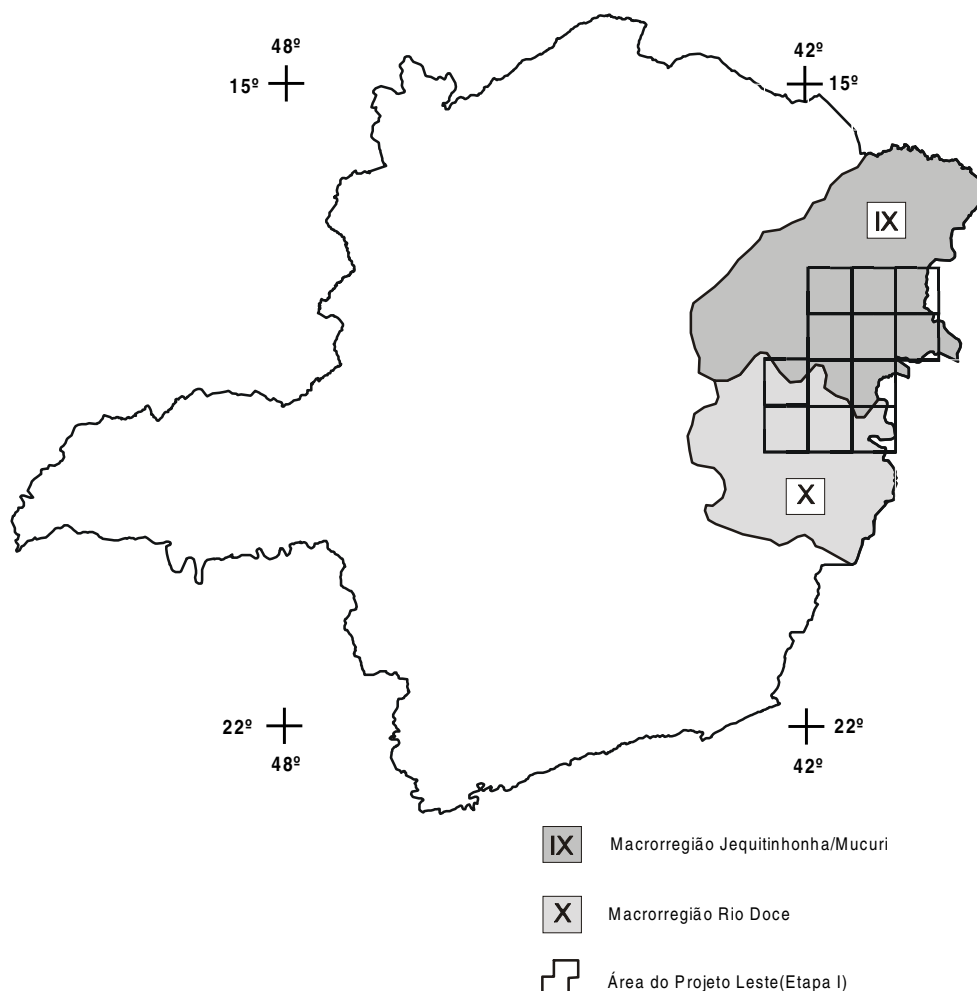 48º
42º
15º
15º
IX
X
22º
22º
48º
42º
IX Macrorregião Jequitinhonha/Mucuri
X Macrorregião Rio Doce
Área do Projeto Leste(Etapa I)